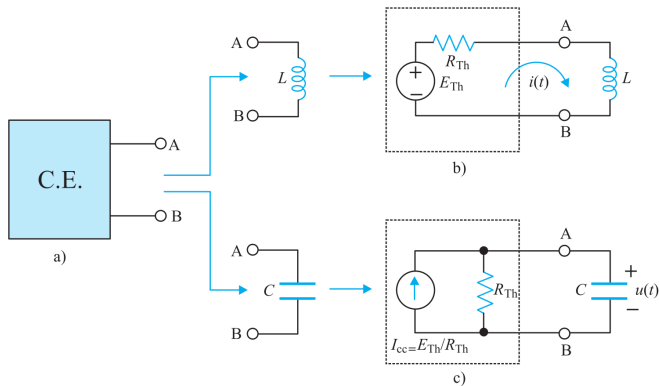 A
L
B
R_Th
+
E_Th
−
i(t)
A
L
B
b)
C.E.
A
B
a)
A
C
B
R_Th
I_cc=E_Th/R_Th
A
C
+
u(t)
−
B
c)